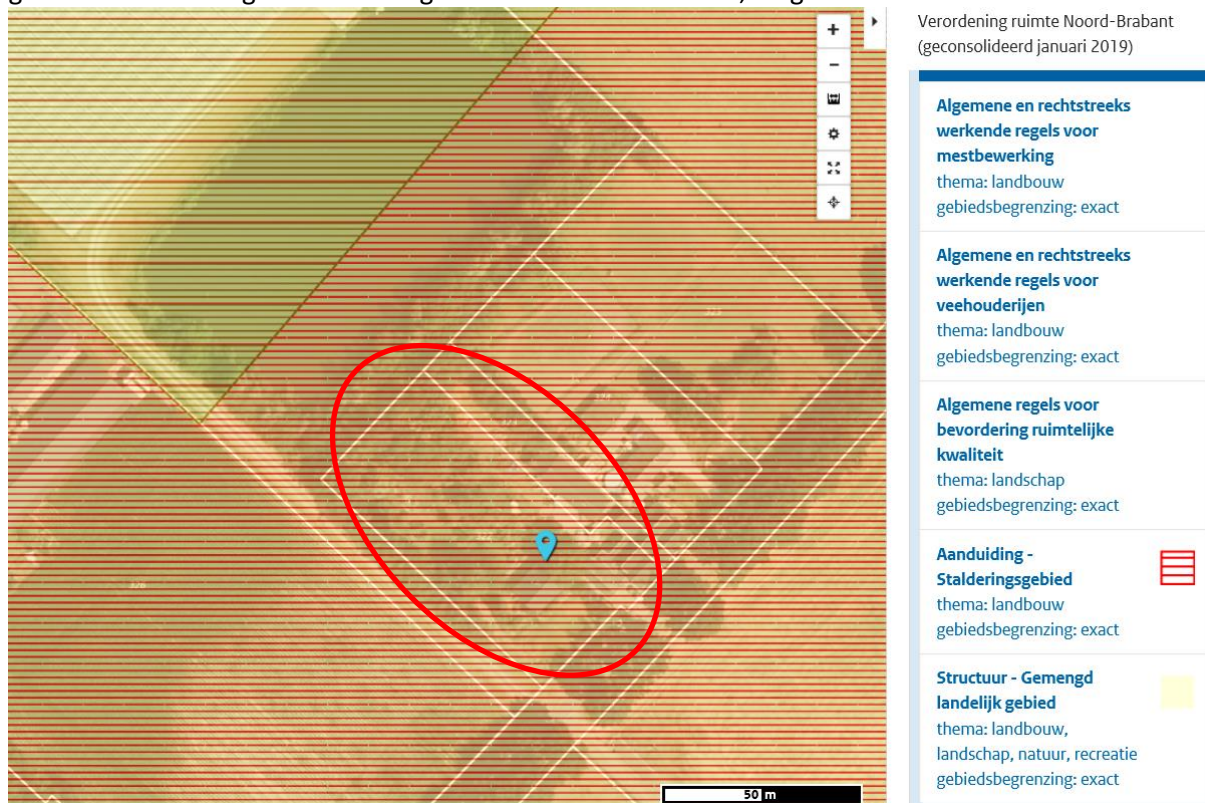 Verordening ruimte Noord-Brabant
(geconsolideerd januari 2019)
Algemene en rechtstreeks
werkende regels voor
mestbewerking
thema: landbouw
gebiedsbegrenzing: exact
Algemene en rechtstreeks
werkende regels voor
veehouderijen
thema: landbouw
gebiedsbegrenzing: exact
Algemene regels voor
bevordering ruimtelijke
kwaliteit
thema: landschap
gebiedsbegrenzing: exact
Aanduiding -
Stalderingsgebied
thema: landbouw
gebiedsbegrenzing: exact
Structuur - Gemengd
landelijk gebied
thema: landbouw,
landschap, natuur, recreatie
gebiedsbegrenzing: exact
50 m